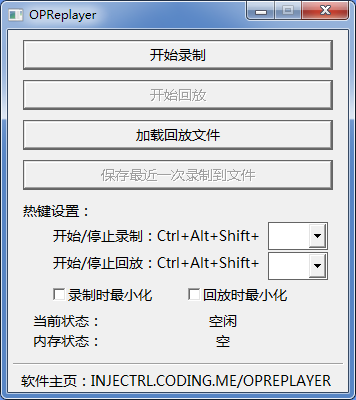 OPReplayer
开始录制
开始回放
加载回放文件
保存最近一次录制到文件
热键设置：
开始/停止录制：Ctrl+Alt+Shift+
开始/停止回放：Ctrl+Alt+Shift+
录制时最小化 回放时最小化
当前状态： 空闲
内存状态： 空
软件主页：INJECTRL.CODING.ME/OPREPLAYER